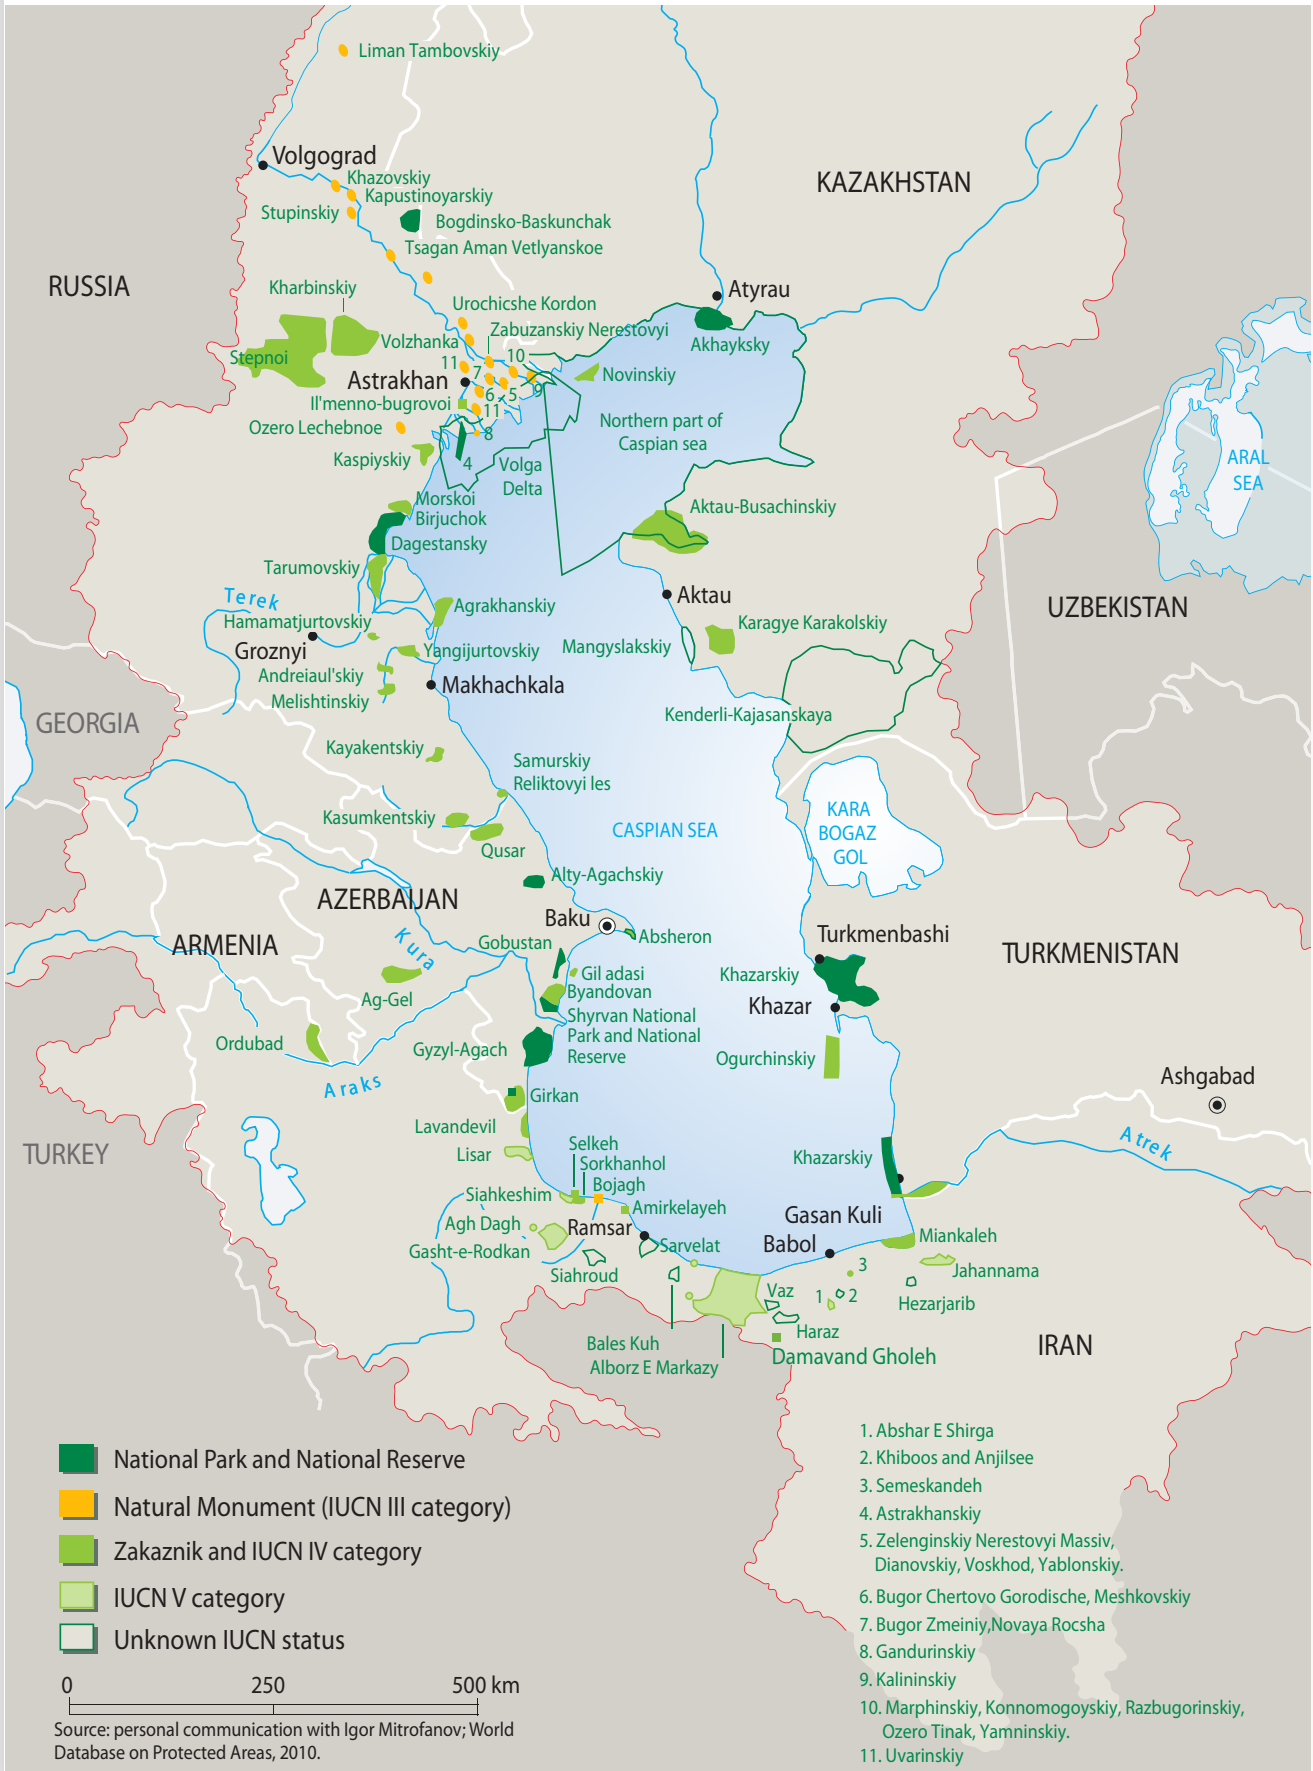 Liman Tambovskiy
Volgograd
Khazovskiy
Kapustinoyarskiy
Stupinskiy
Bogdinsko-Baskunchak
Tsagan Aman Vetlyanskoe
KAZAKHSTAN
RUSSIA
Kharbinskiy
Atyrau
Urochicshe Kordon
Zabuzanskiy Nerestovyi
Akhayksky
Volzhanka
Stepnoi
10
11
7
Novinskiy
Astrakhan
9
6
5
Il'menno-bugrovoi
11
Northern part of
Caspian sea
Ozero Lechebnoe
8
Kaspiyskiy
4
Volga
Delta
ARAL
SEA
Morskoi
Birjuchok
Aktau-Busachinskiy
Dagestansky
Tarumovskiy
Terek
Aktau
Agrakhanskiy
UZBEKISTAN
Hamamatjurtovskiy
Karagye Karakolskiy
Groznyi
Yangijurtovskiy
Mangyslakskiy
Andreiaul'skiy
Makhachkala
Melishtinskiy
GEORGIA
Kenderli-Kajasanskaya
Kayakentskiy
Samurskiy
Reliktovyi les
Kasumkentskiy
CASPIAN SEA
KARA
BOGAZ
GOL
Qusar
Alty-Agachskiy
AZERBAIJAN
Baku
Absheron
Turkmenbashi
ARMENIA
Kura
Gobustan
TURKMENISTAN
Gil adasi
Khazarskiy
Ag-Gel
Byandovan
Khazar
Shyrvan National
Park and National
Reserve
Ordubad
Gyzyl-Agach
Ogurchinskiy
Araks
Ashgabad
Girkan
Lavandevil
TURKEY
Lisar
Selkeh
Atrek
Khazarskiy
Sorkhanhol
Bojagh
Siahkeshim
Amirkelayeh
Agh Dagh
Ramsar
Gasan Kuli
Gasht-e-Rodkan
Sarvelat
Babol
Miankaleh
Siahroud
3
Jahannama
Vaz
1
2
Hezarjarib
Haraz
Bales Kuh
Alborz E Markazy
Damavand Gholeh
IRAN
National Park and National Reserve
Natural Monument (IUCN III category)
Zakaznik and IUCN IV category
IUCN V category
Unknown IUCN status
0 250 500 km
Source: personal communication with Igor Mitrofanov; World
Database on Protected Areas, 2010.
1. Abshar E Shirga
2. Khiboos and Anjilsee
3. Semeskandeh
4. Astrakhanskiy
5. Zelenginskiy Nerestovyi Massiv,
Dianovskiy, Voskhod, Yablonskiy.
6. Bugor Chertovo Gorodische, Meshkovskiy
7. Bugor Zmeiniy,Novaya Rocsha
8. Gandurinskiy
9. Kalininskiy
10. Marphinskiy, Konnomogoyskiy, Razbugorinskiy,
Ozero Tinak, Yamninskiy.
11. Uvarinskiy